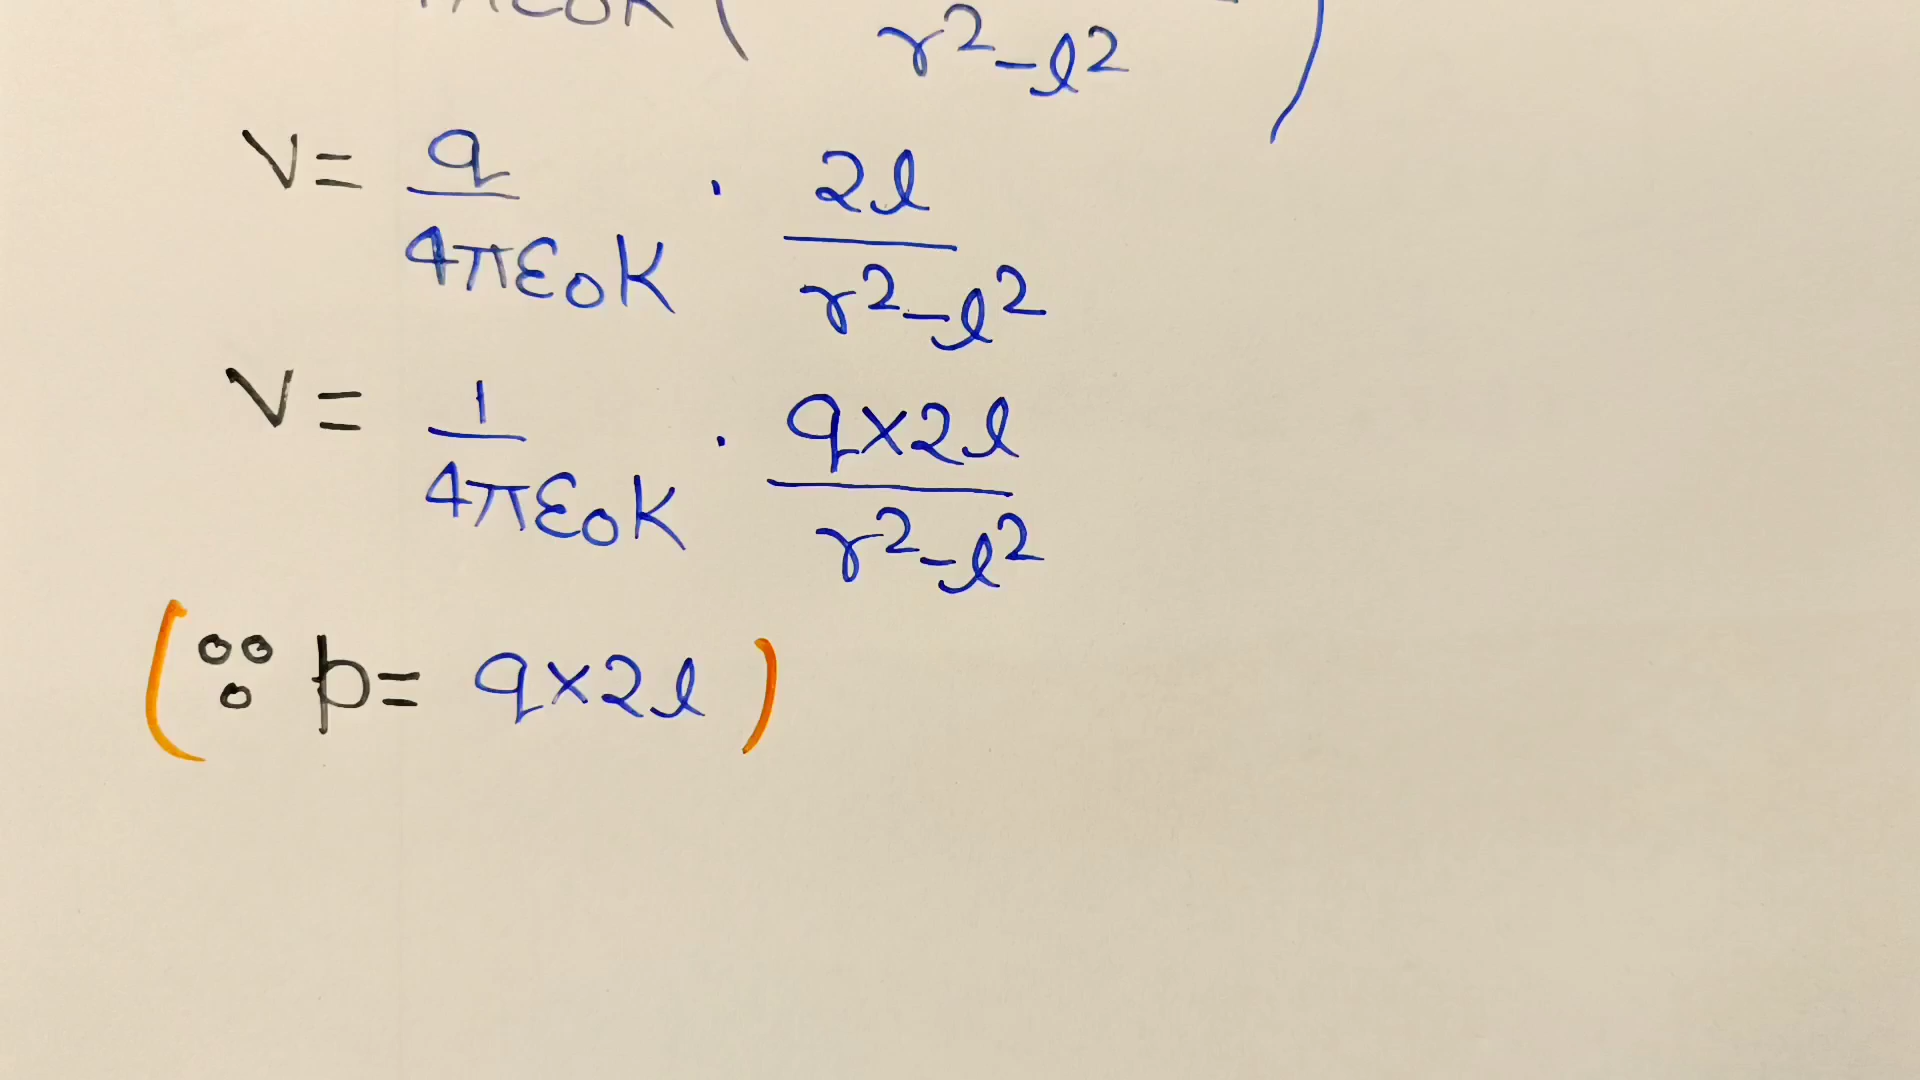 r²-l² )
V= q/4πε₀K · 2l/r²-l²
V= 1/4πε₀K · q×2l/r²-l²
(∵ p= q×2l)